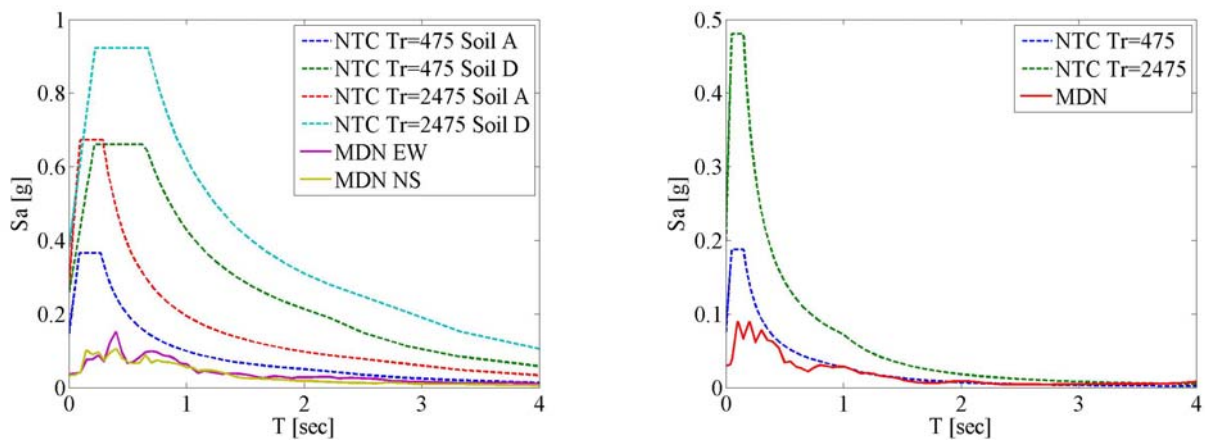 1
0.8
0.6
0.4
0.2
0
Sa [g]
0 1 2 3 4
T [sec]
NTC Tr=475 Soil A
NTC Tr=475 Soil D
NTC Tr=2475 Soil A
NTC Tr=2475 Soil D
MDN EW
MDN NS
0.5
0.4
0.3
0.2
0.1
0
Sa [g]
0 1 2 3 4
T [sec]
NTC Tr=475
NTC Tr=2475
MDN